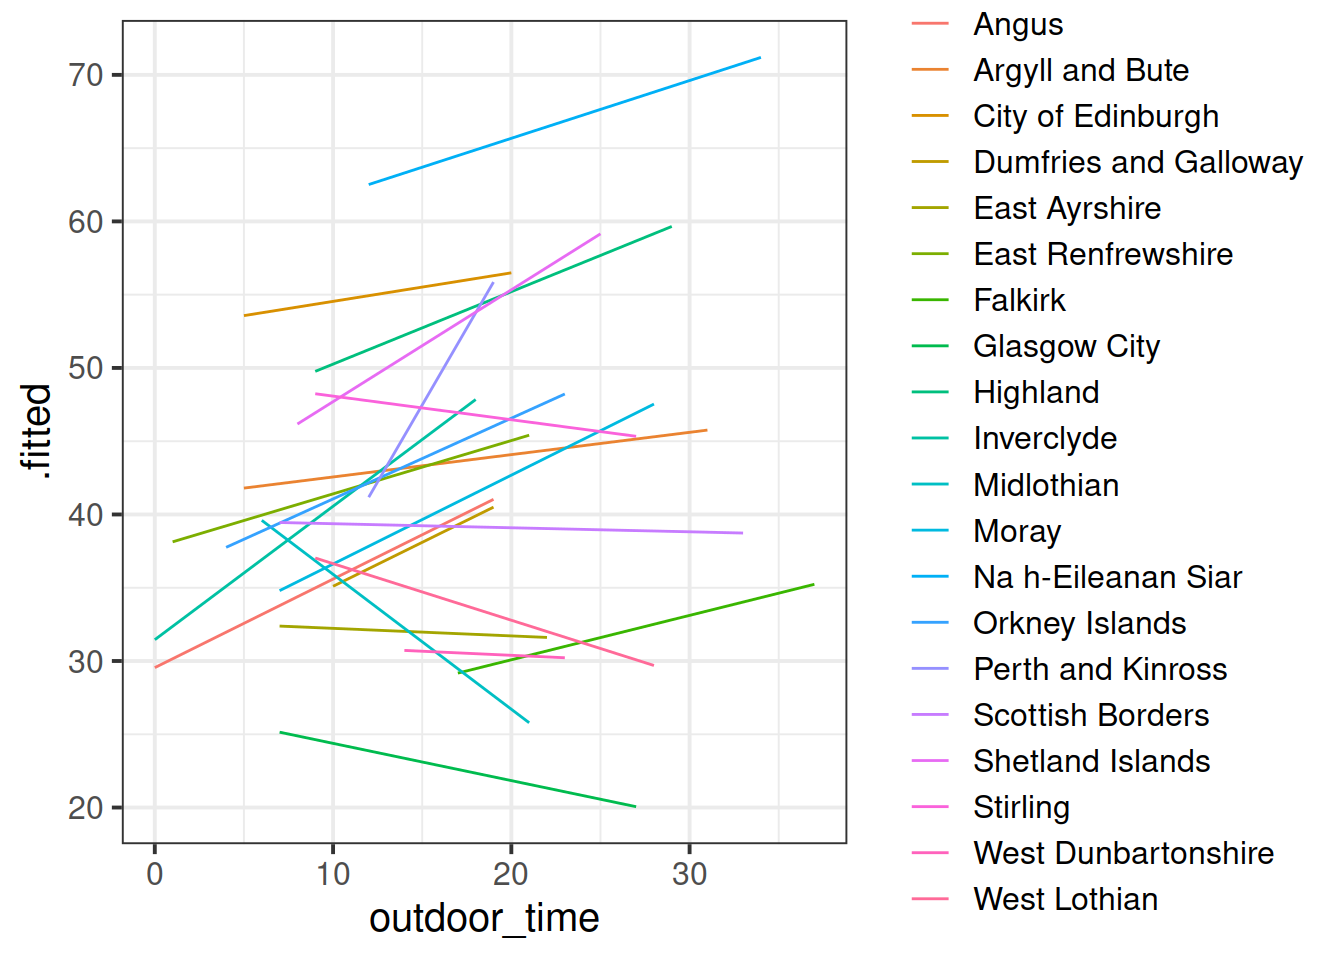 70
60
50
40
30
20
.fitted
0 10 20 30
outdoor_time
Angus
Argyll and Bute
City of Edinburgh
Dumfries and Galloway
East Ayrshire
East Renfrewshire
Falkirk
Glasgow City
Highland
Inverclyde
Midlothian
Moray
Na h-Eileanan Siar
Orkney Islands
Perth and Kinross
Scottish Borders
Shetland Islands
Stirling
West Dunbartonshire
West Lothian